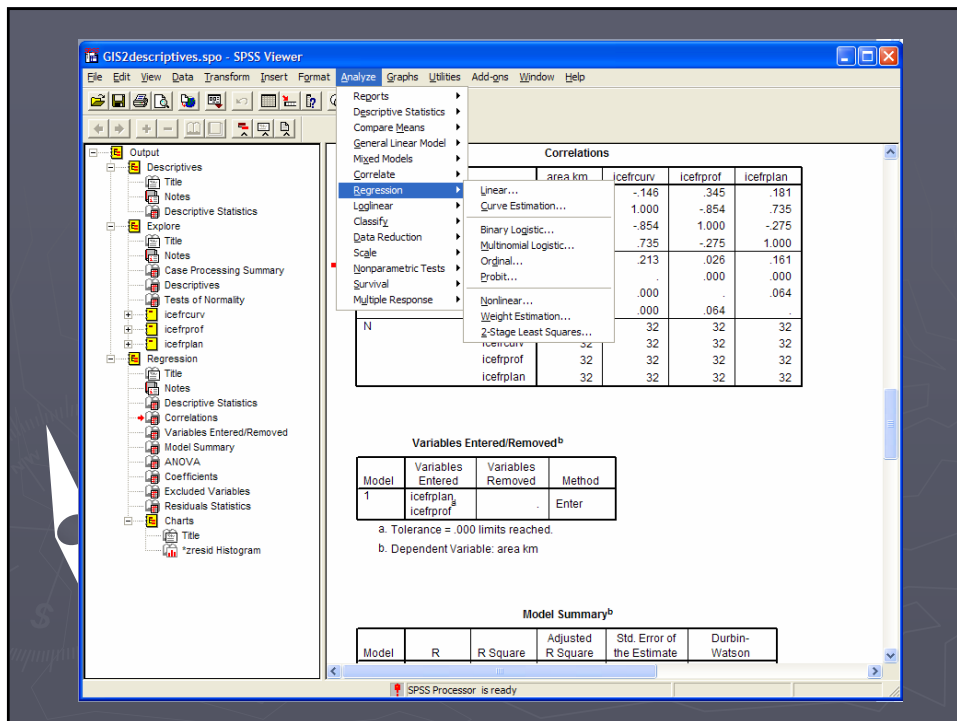 GIS2descriptives.spo - SPSS Viewer
File Edit View Data Transform Insert Format Analyze Graphs Utilities Add-ons Window Help
Reports
Descriptive Statistics
Compare Means
General Linear Model
Mixed Models
Correlate
Regression
Loglinear
Classify
Data Reduction
Scale
Nonparametric Tests
Survival
Multiple Response
Linear...
Curve Estimation...
Binary Logistic...
Multinomial Logistic...
Ordinal...
Probit...
Nonlinear...
Weight Estimation...
2-Stage Least Squares...
Output
Descriptives
Title
Notes
Descriptive Statistics
Explore
Title
Notes
Case Processing Summary
Descriptives
Tests of Normality
icefrcurv
icefrprof
icefrplan
Regression
Title
Notes
Descriptive Statistics
Correlations
Variables Entered/Removed
Model Summary
ANOVA
Coefficients
Excluded Variables
Residuals Statistics
Charts
Title
*zresid Histogram
Correlations
area km icefrcurv icefrprof icefrplan
-.146 .345 .181
1.000 -.854 .735
-.854 1.000 -.275
.735 -.275 1.000
.213 .026 .161
. .000 .000
.000 . .064
.000 .064 .
N 32 32 32
icefrcurv 32 32 32 32
icefrprof 32 32 32 32
icefrplan 32 32 32 32
Variables Entered/Removedb
Model Variables Entered Variables Removed Method
1 icefrplan, icefrprof a . Enter
a. Tolerance = .000 limits reached.
b. Dependent Variable: area km
Model Summaryb
Model R R Square Adjusted R Square Std. Error of the Estimate Durbin-Watson
SPSS Processor is ready
S